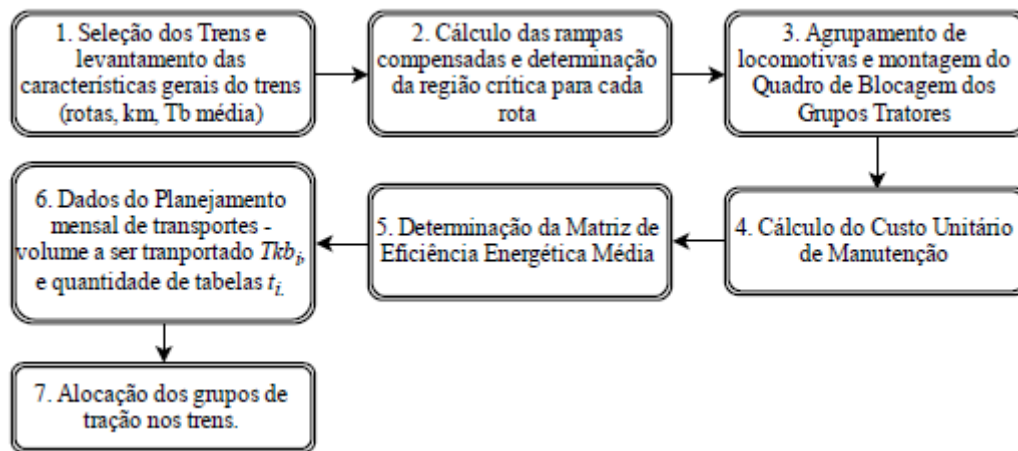 1. Seleção dos Trens e
levantamento das
características gerais do trens
(rotas, km, Tb média)
2. Cálculo das rampas
compensadas e determinação
da região crítica para cada
rota
3. Agrupamento de
locomotivas e montagem do
Quadro de Blocagem dos
Grupos Tratores
4. Cálculo do Custo Unitário
de Manutenção
5. Determinação da Matriz de
Eficiência Energética Média
6. Dados do Planejamento
mensal de transportes -
volume a ser tranportado Tkbi,
e quantidade de tabelas ti.
7. Alocação dos grupos de
tração nos trens.